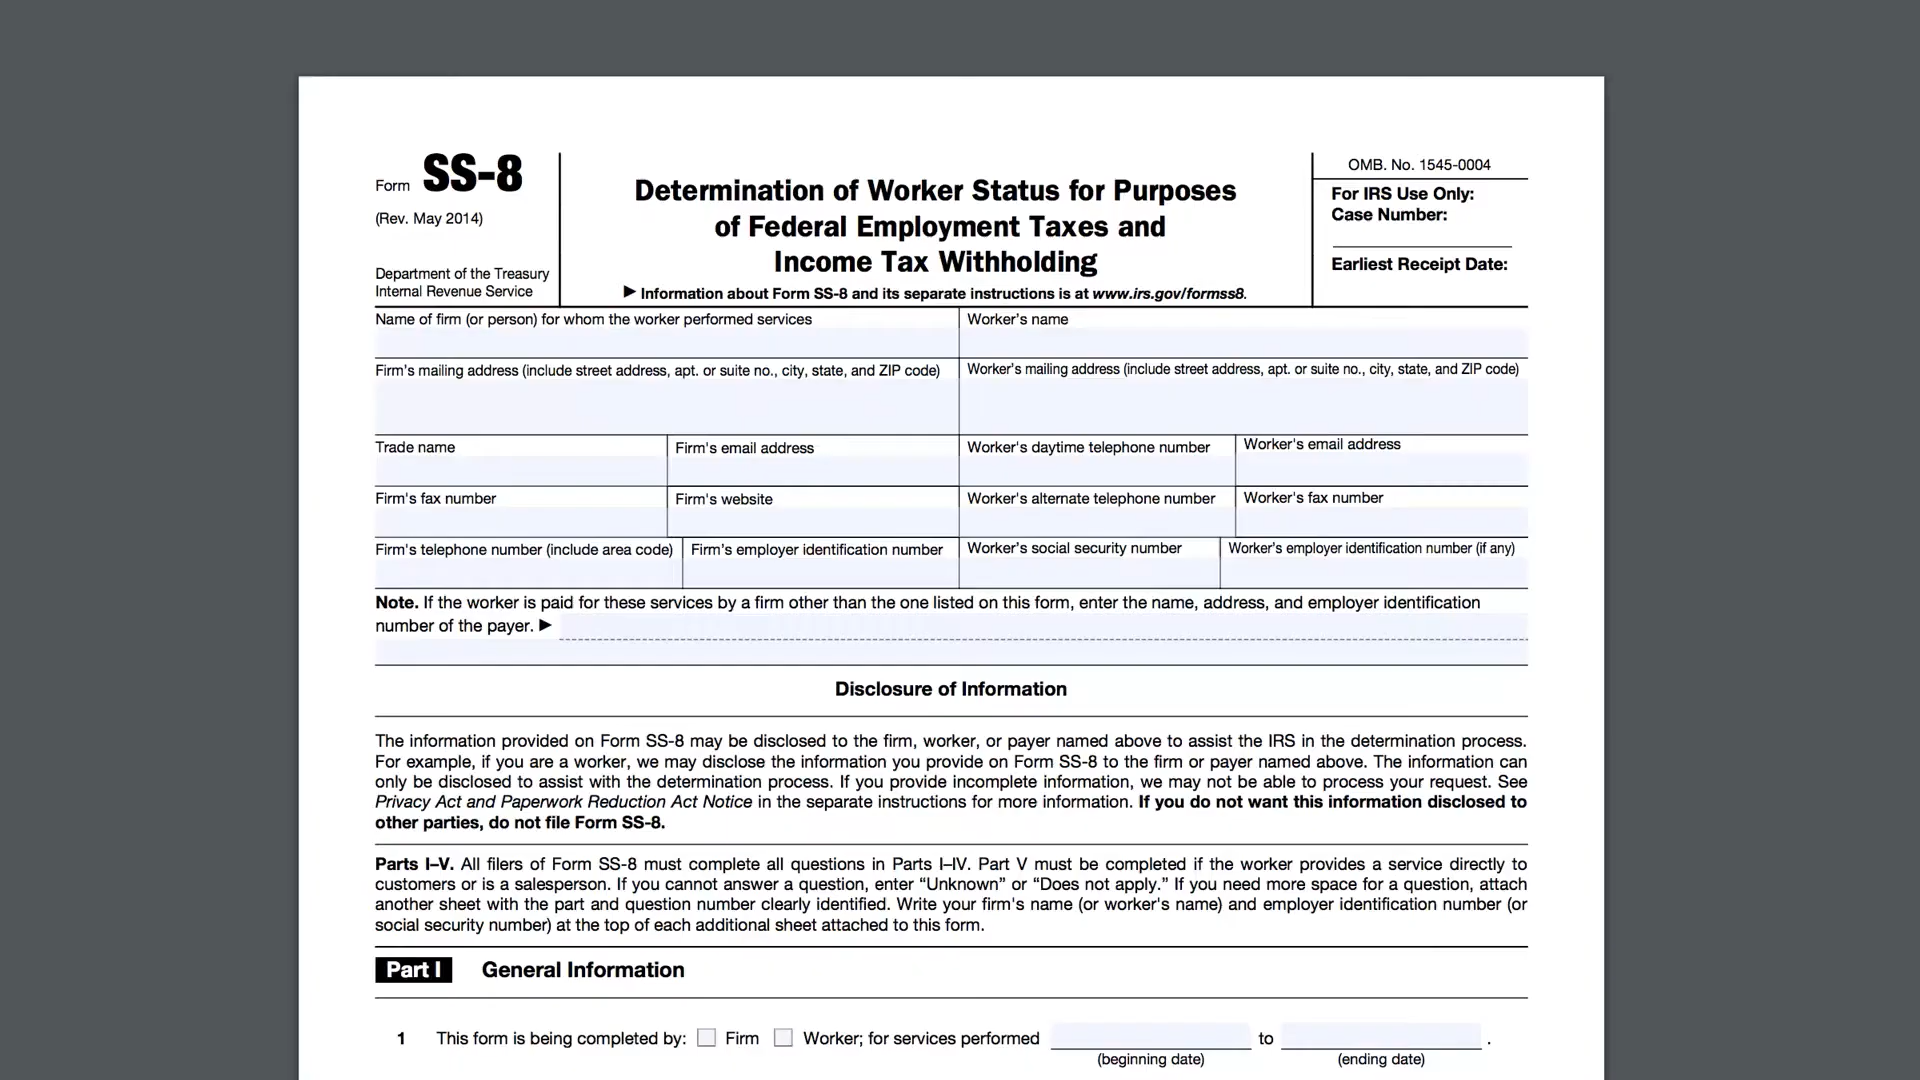 Form SS-8
(Rev. May 2014)
Department of the Treasury
Internal Revenue Service
Determination of Worker Status for Purposes
of Federal Employment Taxes and
Income Tax Withholding
▶ Information about Form SS-8 and its separate instructions is at www.irs.gov/formss8.
OMB. No. 1545-0004
For IRS Use Only:
Case Number:
Earliest Receipt Date:
Name of firm (or person) for whom the worker performed services
Worker's name
Firm's mailing address (include street address, apt. or suite no., city, state, and ZIP code)
Worker's mailing address (include street address, apt. or suite no., city, state, and ZIP code)
Trade name
Firm's email address
Worker's daytime telephone number
Worker's email address
Firm's fax number
Firm's website
Worker's alternate telephone number
Worker's fax number
Firm's telephone number (include area code)
Firm's employer identification number
Worker's social security number
Worker's employer identification number (if any)
Note. If the worker is paid for these services by a firm other than the one listed on this form, enter the name, address, and employer identification
number of the payer. ▶
Disclosure of Information
The information provided on Form SS-8 may be disclosed to the firm, worker, or payer named above to assist the IRS in the determination process.
For example, if you are a worker, we may disclose the information you provide on Form SS-8 to the firm or payer named above. The information can
only be disclosed to assist with the determination process. If you provide incomplete information, we may not be able to process your request. See
Privacy Act and Paperwork Reduction Act Notice in the separate instructions for more information. If you do not want this information disclosed to
other parties, do not file Form SS-8.
Parts I–V. All filers of Form SS-8 must complete all questions in Parts I–IV. Part V must be completed if the worker provides a service directly to
customers or is a salesperson. If you cannot answer a question, enter “Unknown” or “Does not apply.” If you need more space for a question, attach
another sheet with the part and question number clearly identified. Write your firm's name (or worker's name) and employer identification number (or
social security number) at the top of each additional sheet attached to this form.
Part I General Information
1 This form is being completed by: Firm Worker; for services performed to .
(beginning date) (ending date)